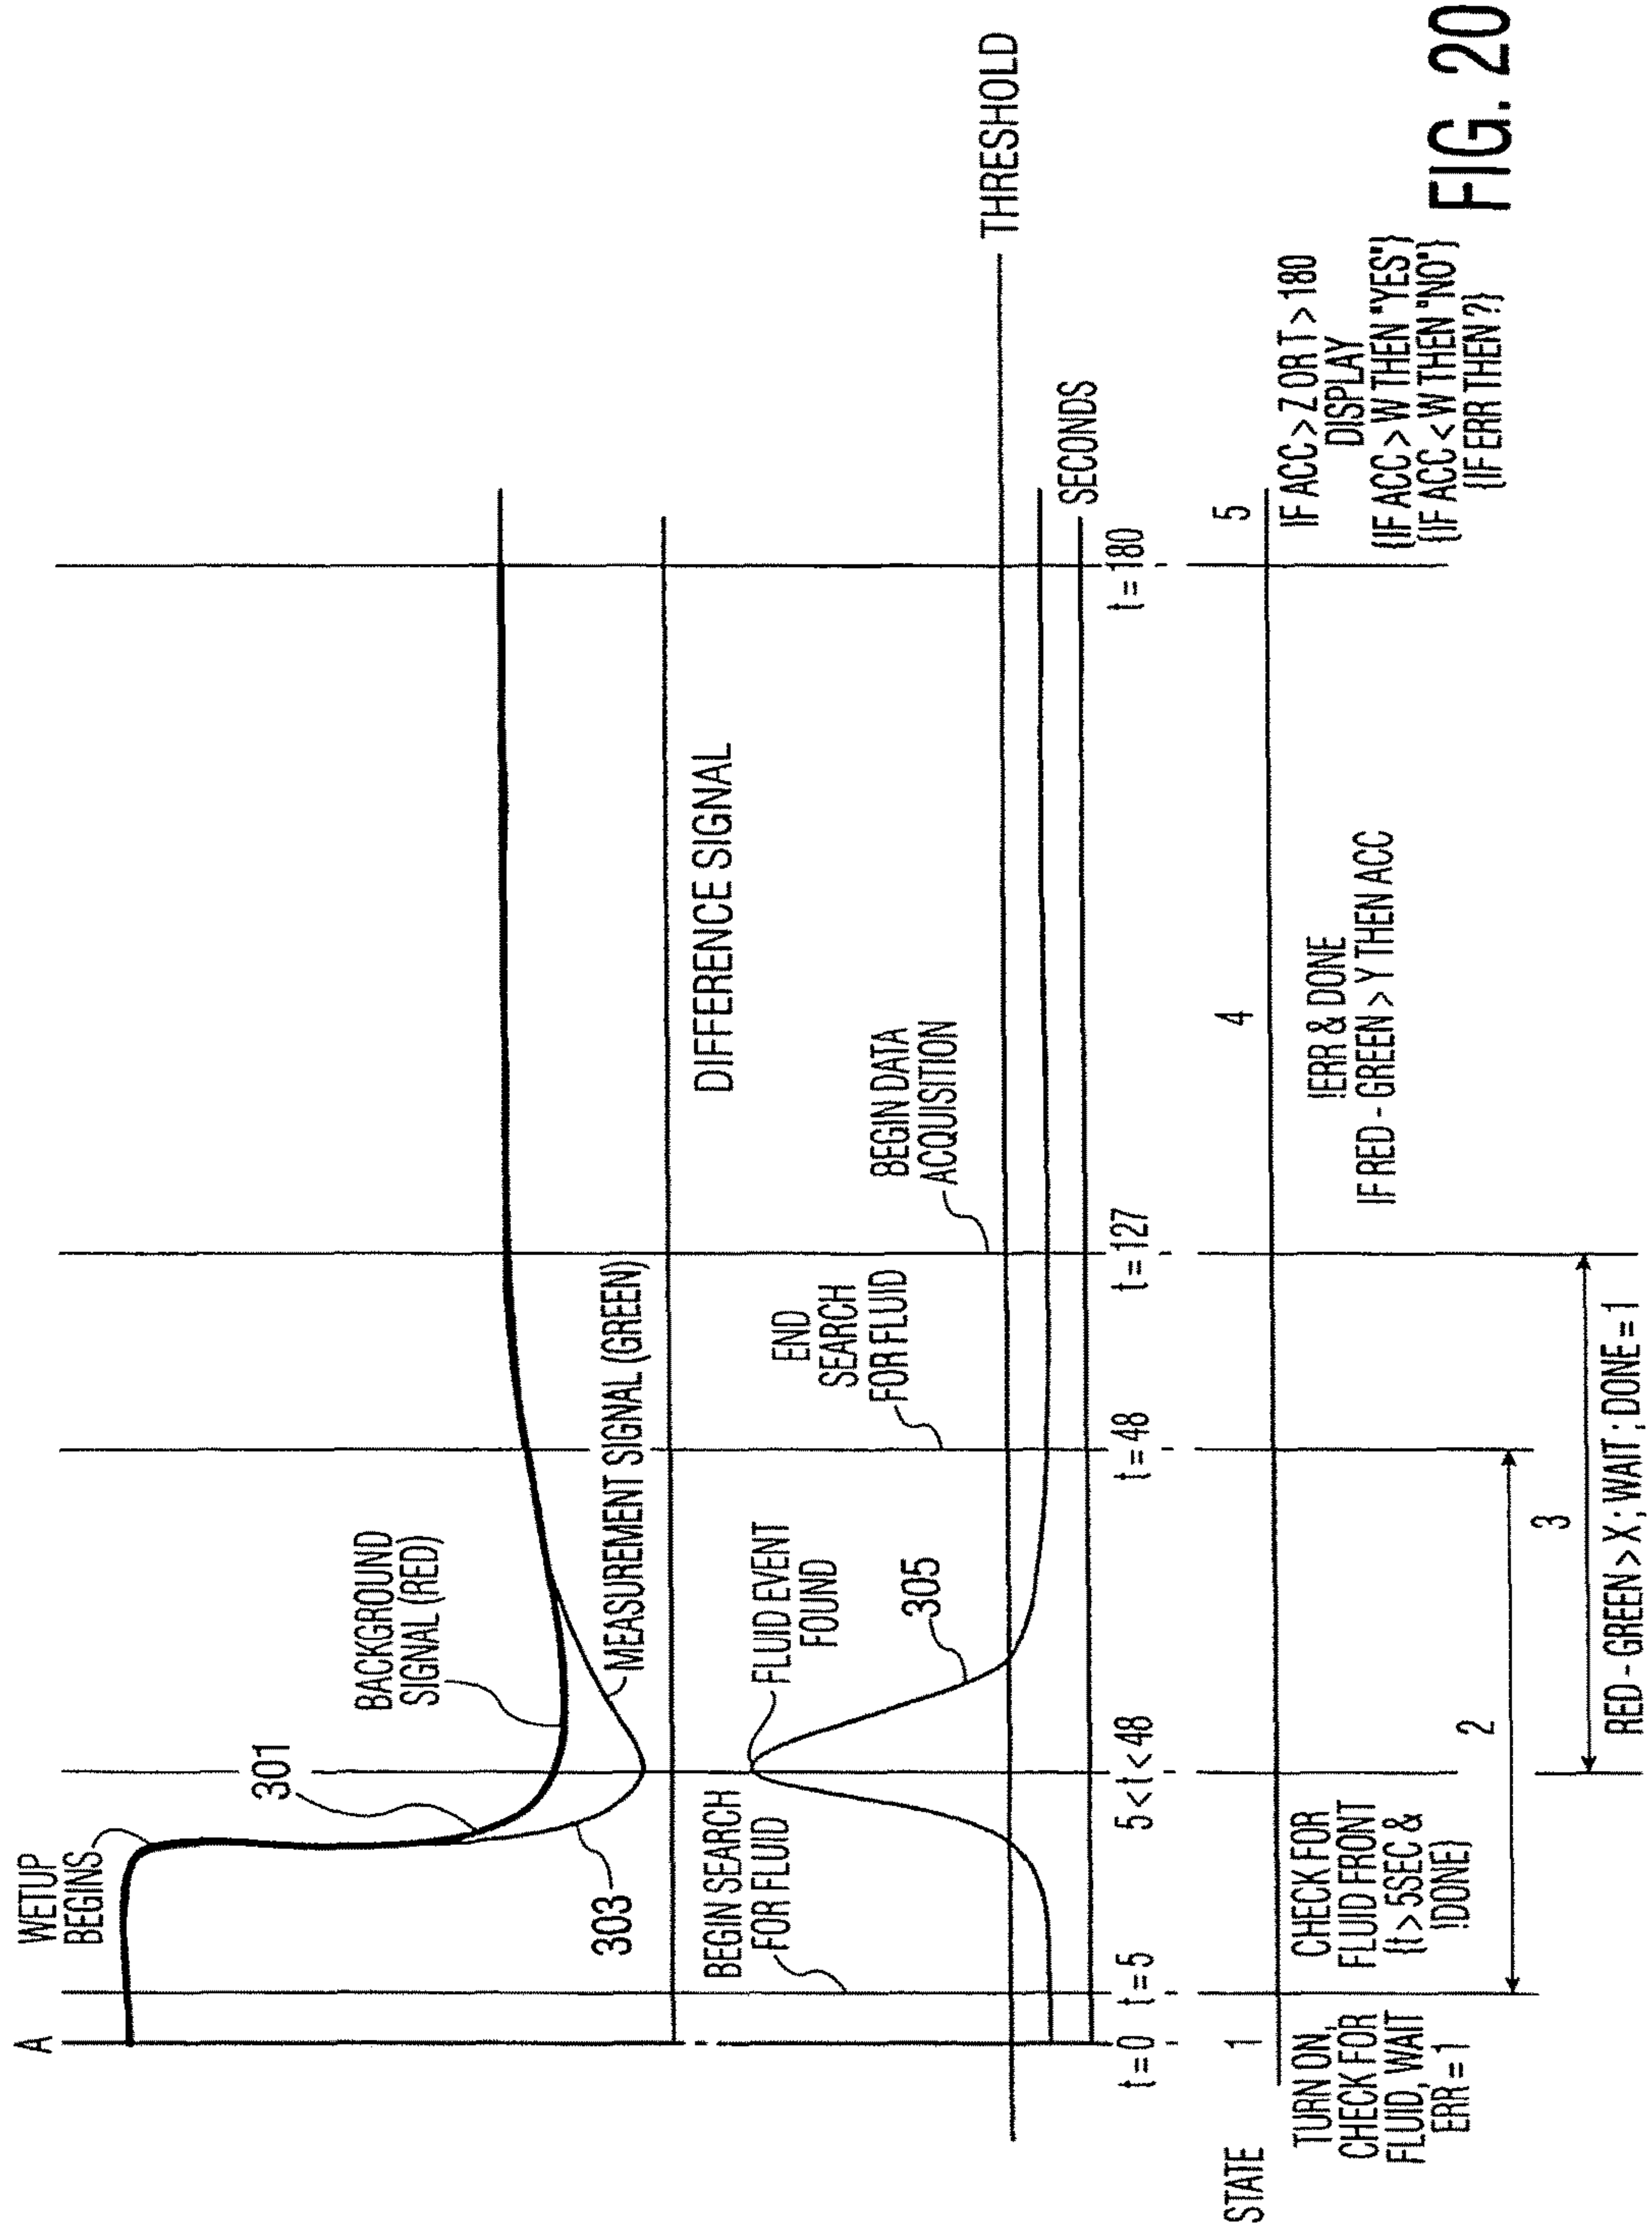 A
WETUP
BEGINS
301
BACKGROUND
SIGNAL (RED)
303
MEASUREMENT SIGNAL (GREEN)
DIFFERENCE SIGNAL
BEGIN SEARCH
FOR FLUID
FLUID EVENT
FOUND
305
END
SEARCH
FOR FLUID
BEGIN DATA
ACQUISITION
THRESHOLD
SECONDS
t = 0
t = 5
5 < t < 48
t = 48
t = 127
t = 180
STATE
1
4
5
TURN ON,
CHECK FOR
FLUID, WAIT
ERR = 1
CHECK FOR
FLUID FRONT
{t > 5SEC &
!DONE}
2
3
RED - GREEN > X ; WAIT ; DONE = 1
!ERR & DONE
IF RED - GREEN > Y THEN ACC
IF ACC > Z OR T > 180
DISPLAY
{IF ACC > W THEN "YES"}
{IF ACC < W THEN "NO"}
{IF ERR THEN ?}
FIG. 20